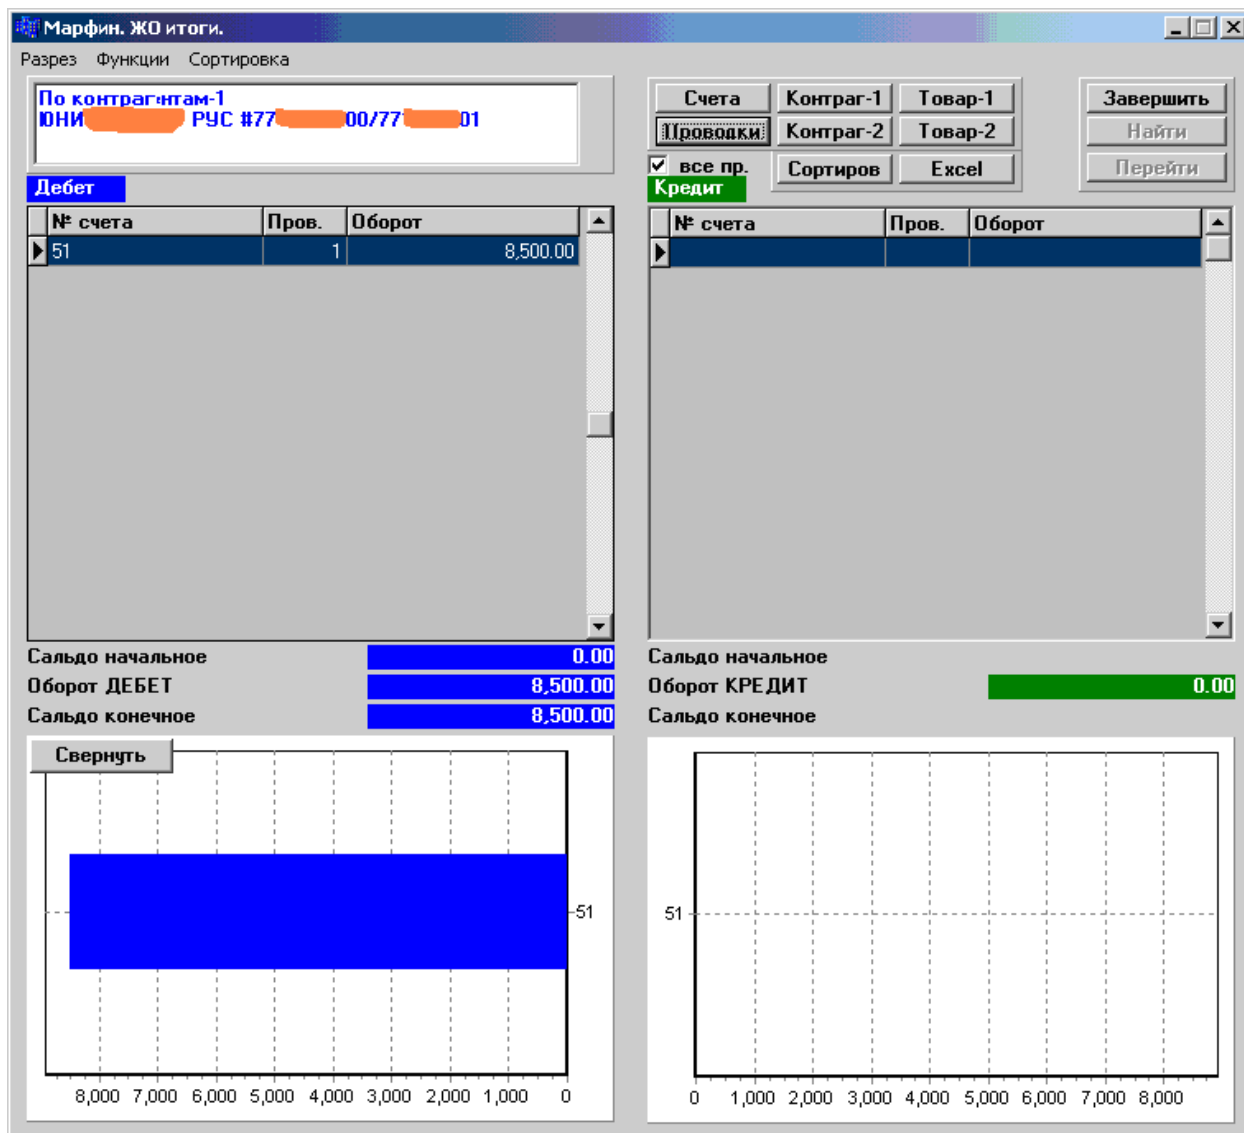 Марфин. ЖО итоги.
Разрез Функции Сортировка
По контрагентам-1
ЮНИ РУС #77 00/77 01
Счета Контраг-1 Товар-1 Завершить
Проводки Контраг-2 Товар-2 Найти
все пр. Сортиров Excel Перейти
Дебет
Кредит
№ счета Пров. Оборот
51 1 8,500.00
№ счета Пров. Оборот
Сальдо начальное 0.00
Оборот ДЕБЕТ 8,500.00
Сальдо конечное 8,500.00
Сальдо начальное
Оборот КРЕДИТ 0.00
Сальдо конечное
Свернуть
51
8,000 7,000 6,000 5,000 4,000 3,000 2,000 1,000 0
51
0 1,000 2,000 3,000 4,000 5,000 6,000 7,000 8,000